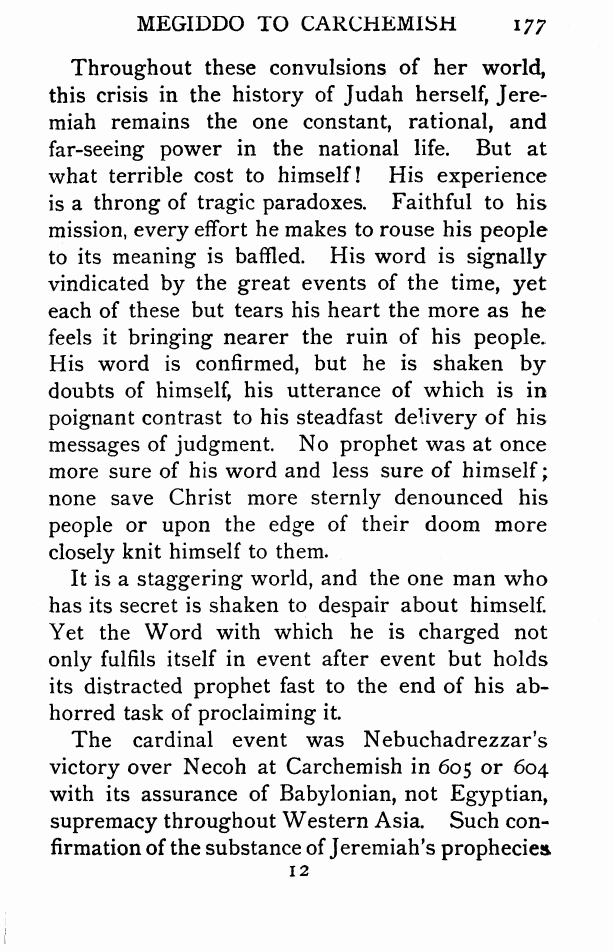 MEGIDDO TO CARCHEMISH 177
Throughout these convulsions of her world,
this crisis in the history of Judah herself, Jere-
miah remains the one constant, rational, and
far-seeing power in the national life. But at
what terrible cost to himself! His experience
is a throng of tragic paradoxes. Faithful to his
mission, every effort he makes to rouse his people
to its meaning is baffled. His word is signally
vindicated by the great events of the time, yet
each of these but tears his heart the more as he
feels it bringing nearer the ruin of his people.
His word is confirmed, but he is shaken by
doubts of himself, his utterance of which is in
poignant contrast to his steadfast delivery of his
messages of judgment. No prophet was at once
more sure of his word and less sure of himself;
none save Christ more sternly denounced his
people or upon the edge of their doom more
closely knit himself to them.
It is a staggering world, and the one man who
has its secret is shaken to despair about himself.
Yet the Word with which he is charged not
only fulfils itself in event after event but holds
its distracted prophet fast to the end of his ab-
horred task of proclaiming it.
The cardinal event was Nebuchadrezzar's
victory over Necoh at Carchemish in 605 or 604
with its assurance of Babylonian, not Egyptian,
supremacy throughout Western Asia. Such con-
firmation of the substance of Jeremiah's prophecies
12